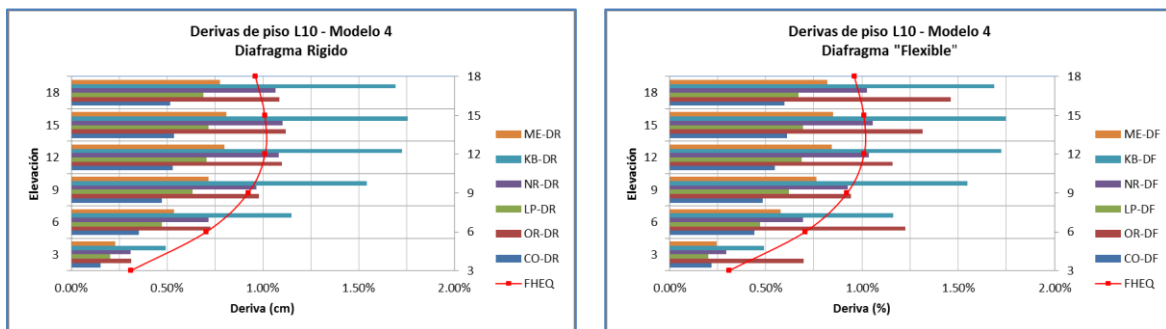 Derivas de piso L10 - Modelo 4
Diafragma Rigido
Elevación
18
15
12
9
6
3
18
15
12
9
6
3
0.00%
0.50%
1.00%
1.50%
2.00%
Deriva (cm)
ME-DR
KB-DR
NR-DR
LP-DR
OR-DR
CO-DR
FHEQ
Derivas de piso L10 - Modelo 4
Diafragma "Flexible"
Elevación
18
15
12
9
6
3
18
15
12
9
6
3
0.00%
0.50%
1.00%
1.50%
2.00%
Deriva (%)
ME-DF
KB-DF
NR-DF
LP-DF
OR-DF
CO-DF
FHEQ